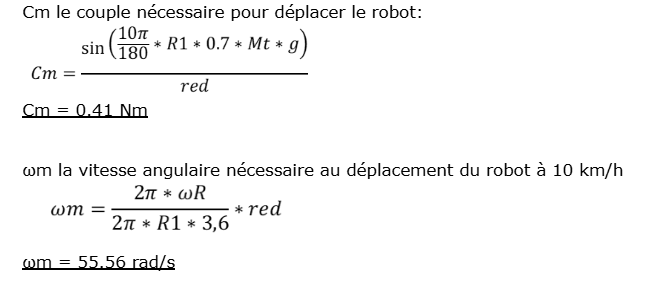 Cm le couple nécessaire pour déplacer le robot:
Cm = sin(10π/180 * R1 * 0.7 * Mt * g) / red
Cm = 0.41 Nm
ωm la vitesse angulaire nécessaire au déplacement du robot à 10 km/h
ωm = 2π * ωR / 2π * R1 * 3,6 * red
ωm = 55.56 rad/s